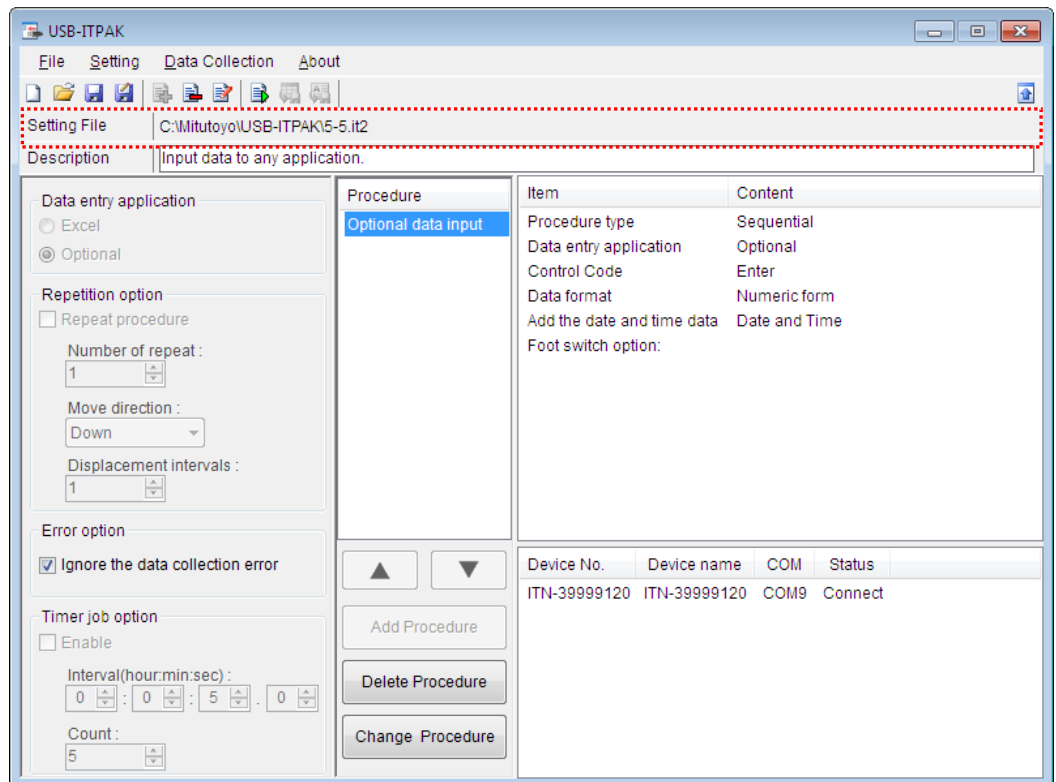 USB-ITPAK
File Setting Data Collection About
Setting File C:\Mitutoyo\USB-ITPAK\5-5.it2
Description Input data to any application.
Data entry application
Excel
Optional
Repetition option
Repeat procedure
Number of repeat :
1
Move direction :
Down
Displacement intervals :
1
Error option
Ignore the data collection error
Timer job option
Enable
Interval(hour:min:sec) :
0 : 0 : 5 . 0
Count :
5
Procedure
Optional data input
Add Procedure
Delete Procedure
Change Procedure
Item Content
Procedure type Sequential
Data entry application Optional
Control Code Enter
Data format Numeric form
Add the date and time data Date and Time
Foot switch option:
Device No. Device name COM Status
ITN-39999120 ITN-39999120 COM9 Connect